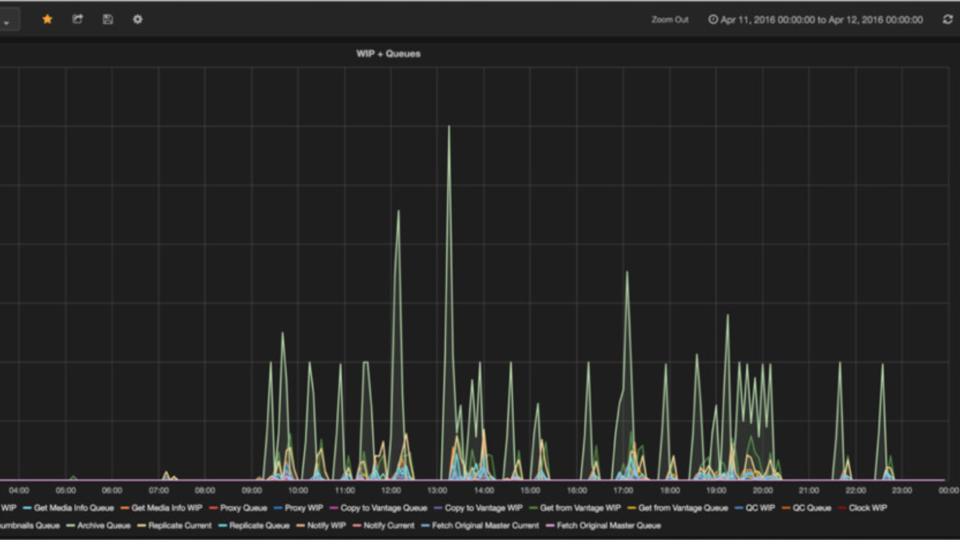 Zoom Out Apr 11, 2016 00:00:00 to Apr 12, 2016 00:00:00
WIP + Queues
04:00 05:00 06:00 07:00 08:00 09:00 10:00 11:00 12:00 13:00 14:00 15:00 16:00 17:00 18:00 19:00 20:00 21:00 22:00 23:00 00:00
WIP Get Media Info Queue Get Media Info WIP Proxy Queue Proxy WIP Copy to Vantage Queue Copy to Vantage WIP Get from Vantage WIP Get from Vantage Queue QC WIP QC Queue Clock WIP
umbnails Queue Archive Queue Replicate Current Replicate Queue Notify WIP Notify Current Fetch Original Master Current Fetch Original Master Queue